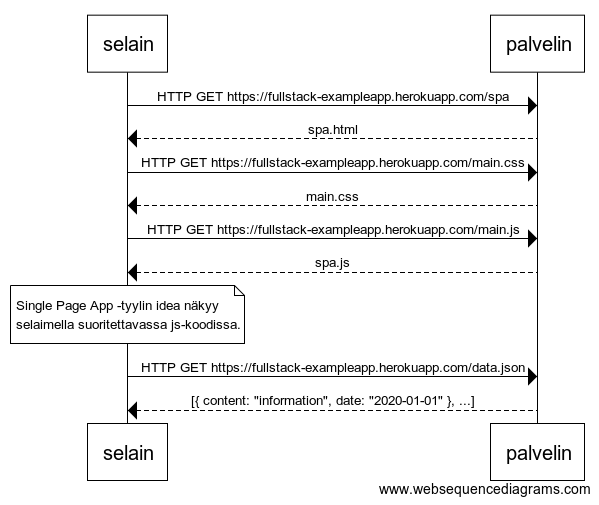 selain
palvelin
HTTP GET https://fullstack-exampleapp.herokuapp.com/spa
spa.html
HTTP GET https://fullstack-exampleapp.herokuapp.com/main.css
main.css
HTTP GET https://fullstack-exampleapp.herokuapp.com/main.js
spa.js
Single Page App -tyylin idea näkyy
selaimella suoritettavassa js-koodissa.
HTTP GET https://fullstack-exampleapp.herokuapp.com/data.json
[{ content: "information", date: "2020-01-01" }, ...]
selain
palvelin
www.websequencediagrams.com